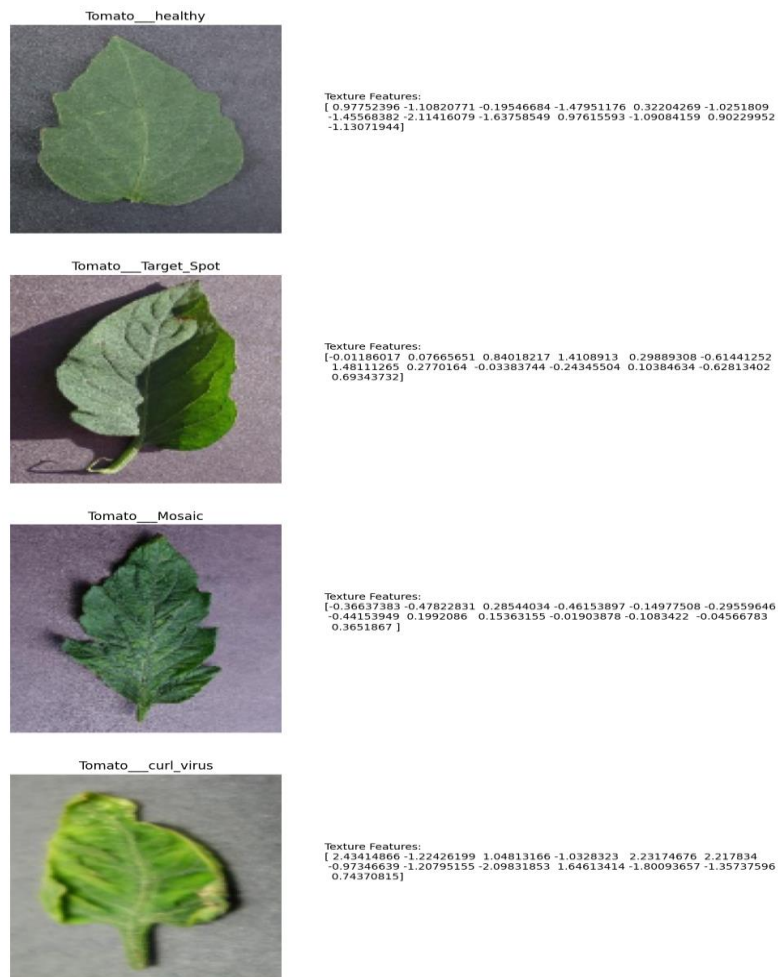 Tomato___healthy
Texture Features:
[ 0.97752396 -1.10820771 -0.19546684 -1.47951176  0.32204269 -1.0251809
-1.45568382 -2.11416079 -1.63758549  0.97615593 -1.09084159  0.90229952
-1.13071944]
Tomato___Target_Spot
Texture Features:
[-0.01186017  0.07665651  0.84018217  1.4108913   0.29889308 -0.61441252
1.48111265  0.2770164  -0.03383744 -0.24345504  0.10384634 -0.62813402
0.69343732]
Tomato___Mosaic
Texture Features:
[-0.36637383 -0.47822831  0.28544034 -0.46153897 -0.14977508 -0.29559646
-0.44153949  0.1992086   0.15363155 -0.01903878 -0.1083422  -0.04566783
0.3651867 ]
Tomato___curl_virus
Texture Features:
[ 2.43414866 -1.22426199  1.04813166 -1.0328323   2.23174676  2.217834
-0.97346639 -1.20795155 -2.09831853  1.64613414 -1.80093657 -1.35737596
0.74370815]